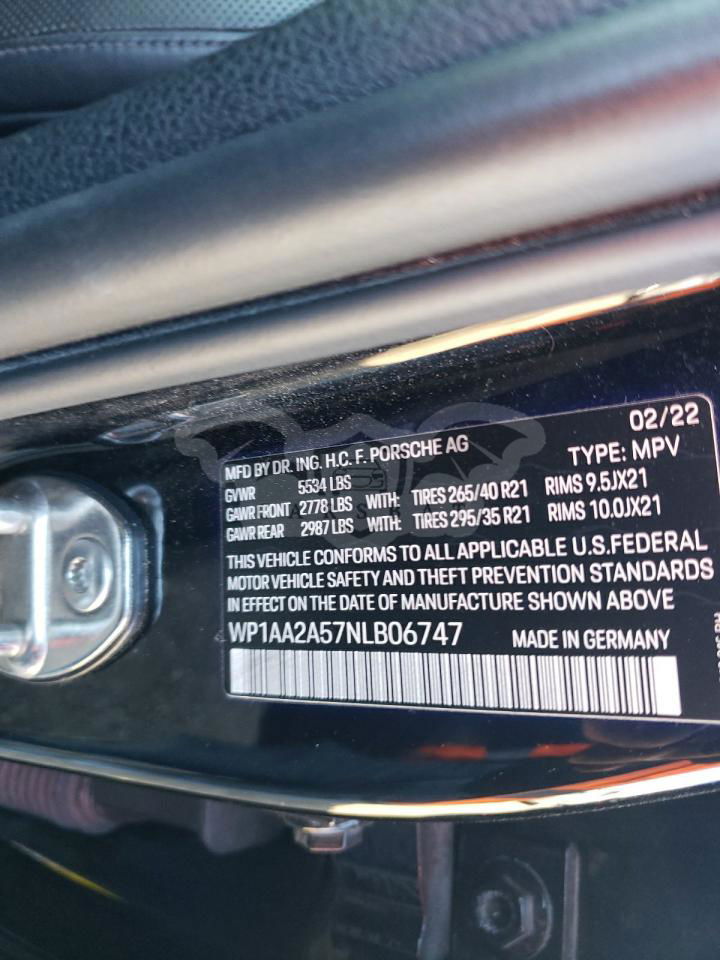 02/22
MFD BY DR. ING. H.C. F. PORSCHE AG TYPE: MPV
GVWR 5534 LBS
GAWR FRONT 2778 LBS WITH: TIRES 265/40 R21 RIMS 9.5JX21
GAWR REAR 2987 LBS WITH: TIRES 295/35 R21 RIMS 10.0JX21
THIS VEHICLE CONFORMS TO ALL APPLICABLE U.S.FEDERAL
MOTOR VEHICLE SAFETY AND THEFT PREVENTION STANDARDS
IN EFFECT ON THE DATE OF MANUFACTURE SHOWN ABOVE
WP1AA2A57NLB06747 MADE IN GERMANY